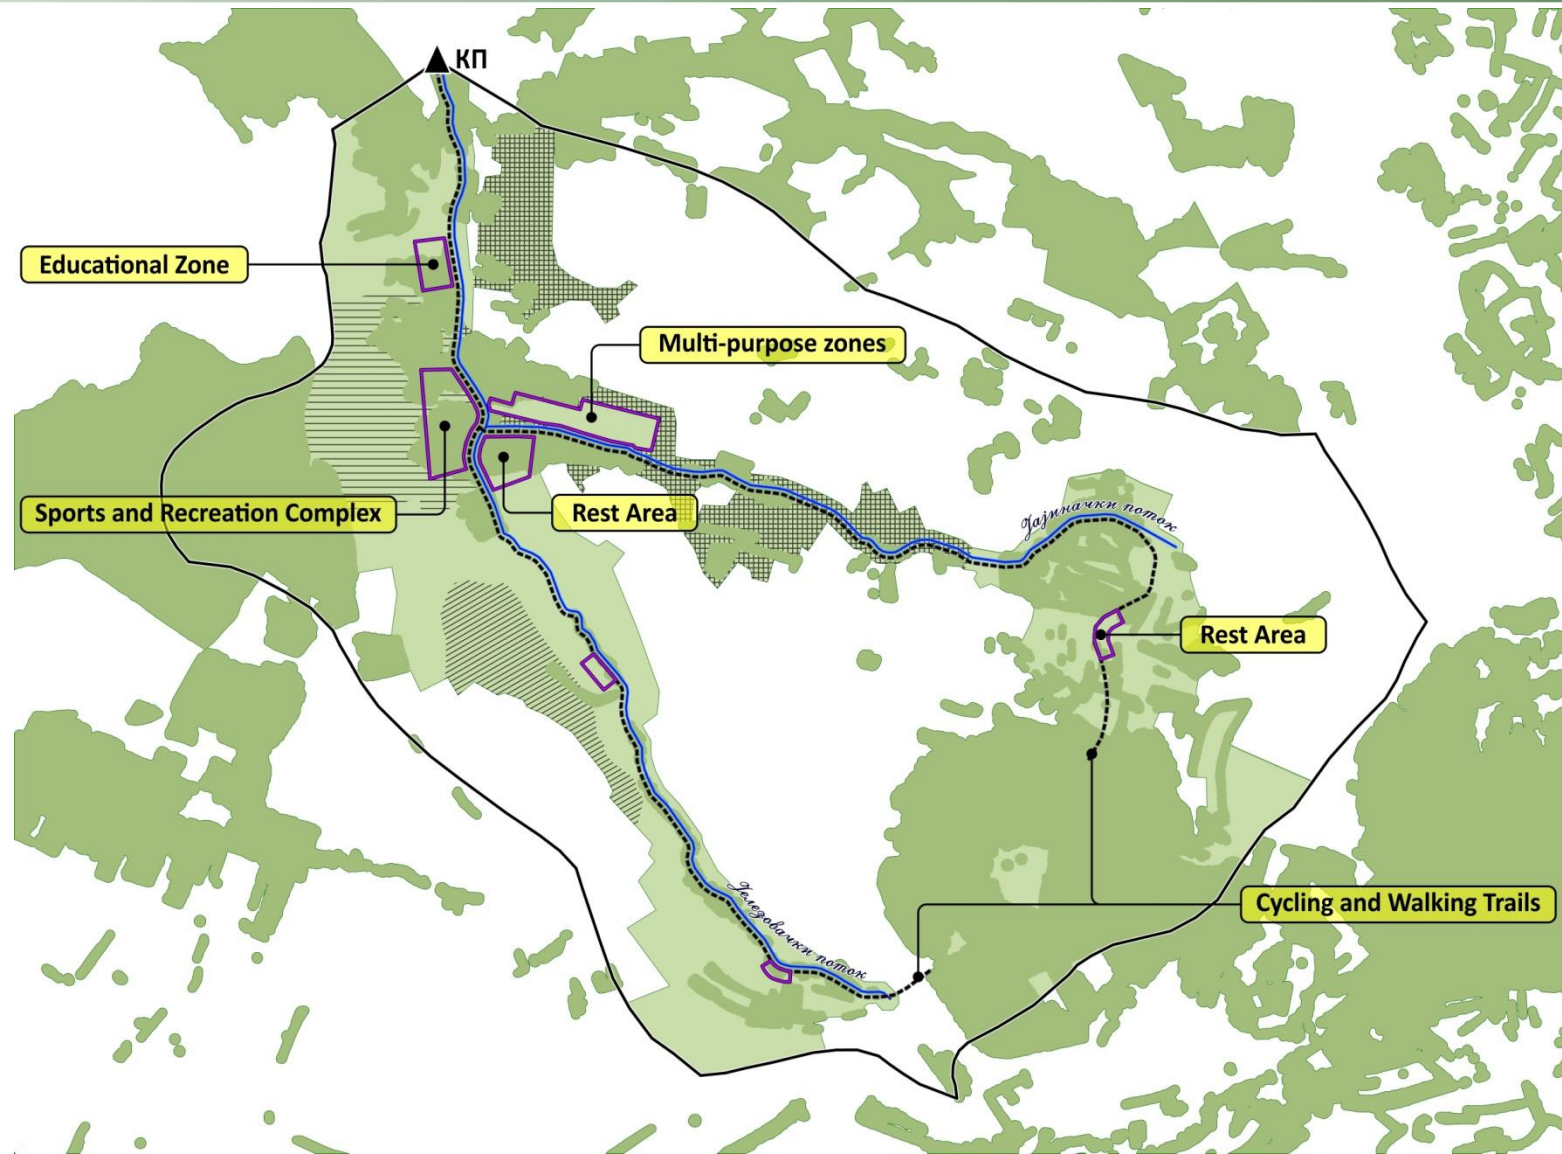 КП
Educational Zone
Multi-purpose zones
Sports and Recreation Complex
Rest Area
Јајиначки поток
Rest Area
Cycling and Walking Trails
Јелезовачки поток